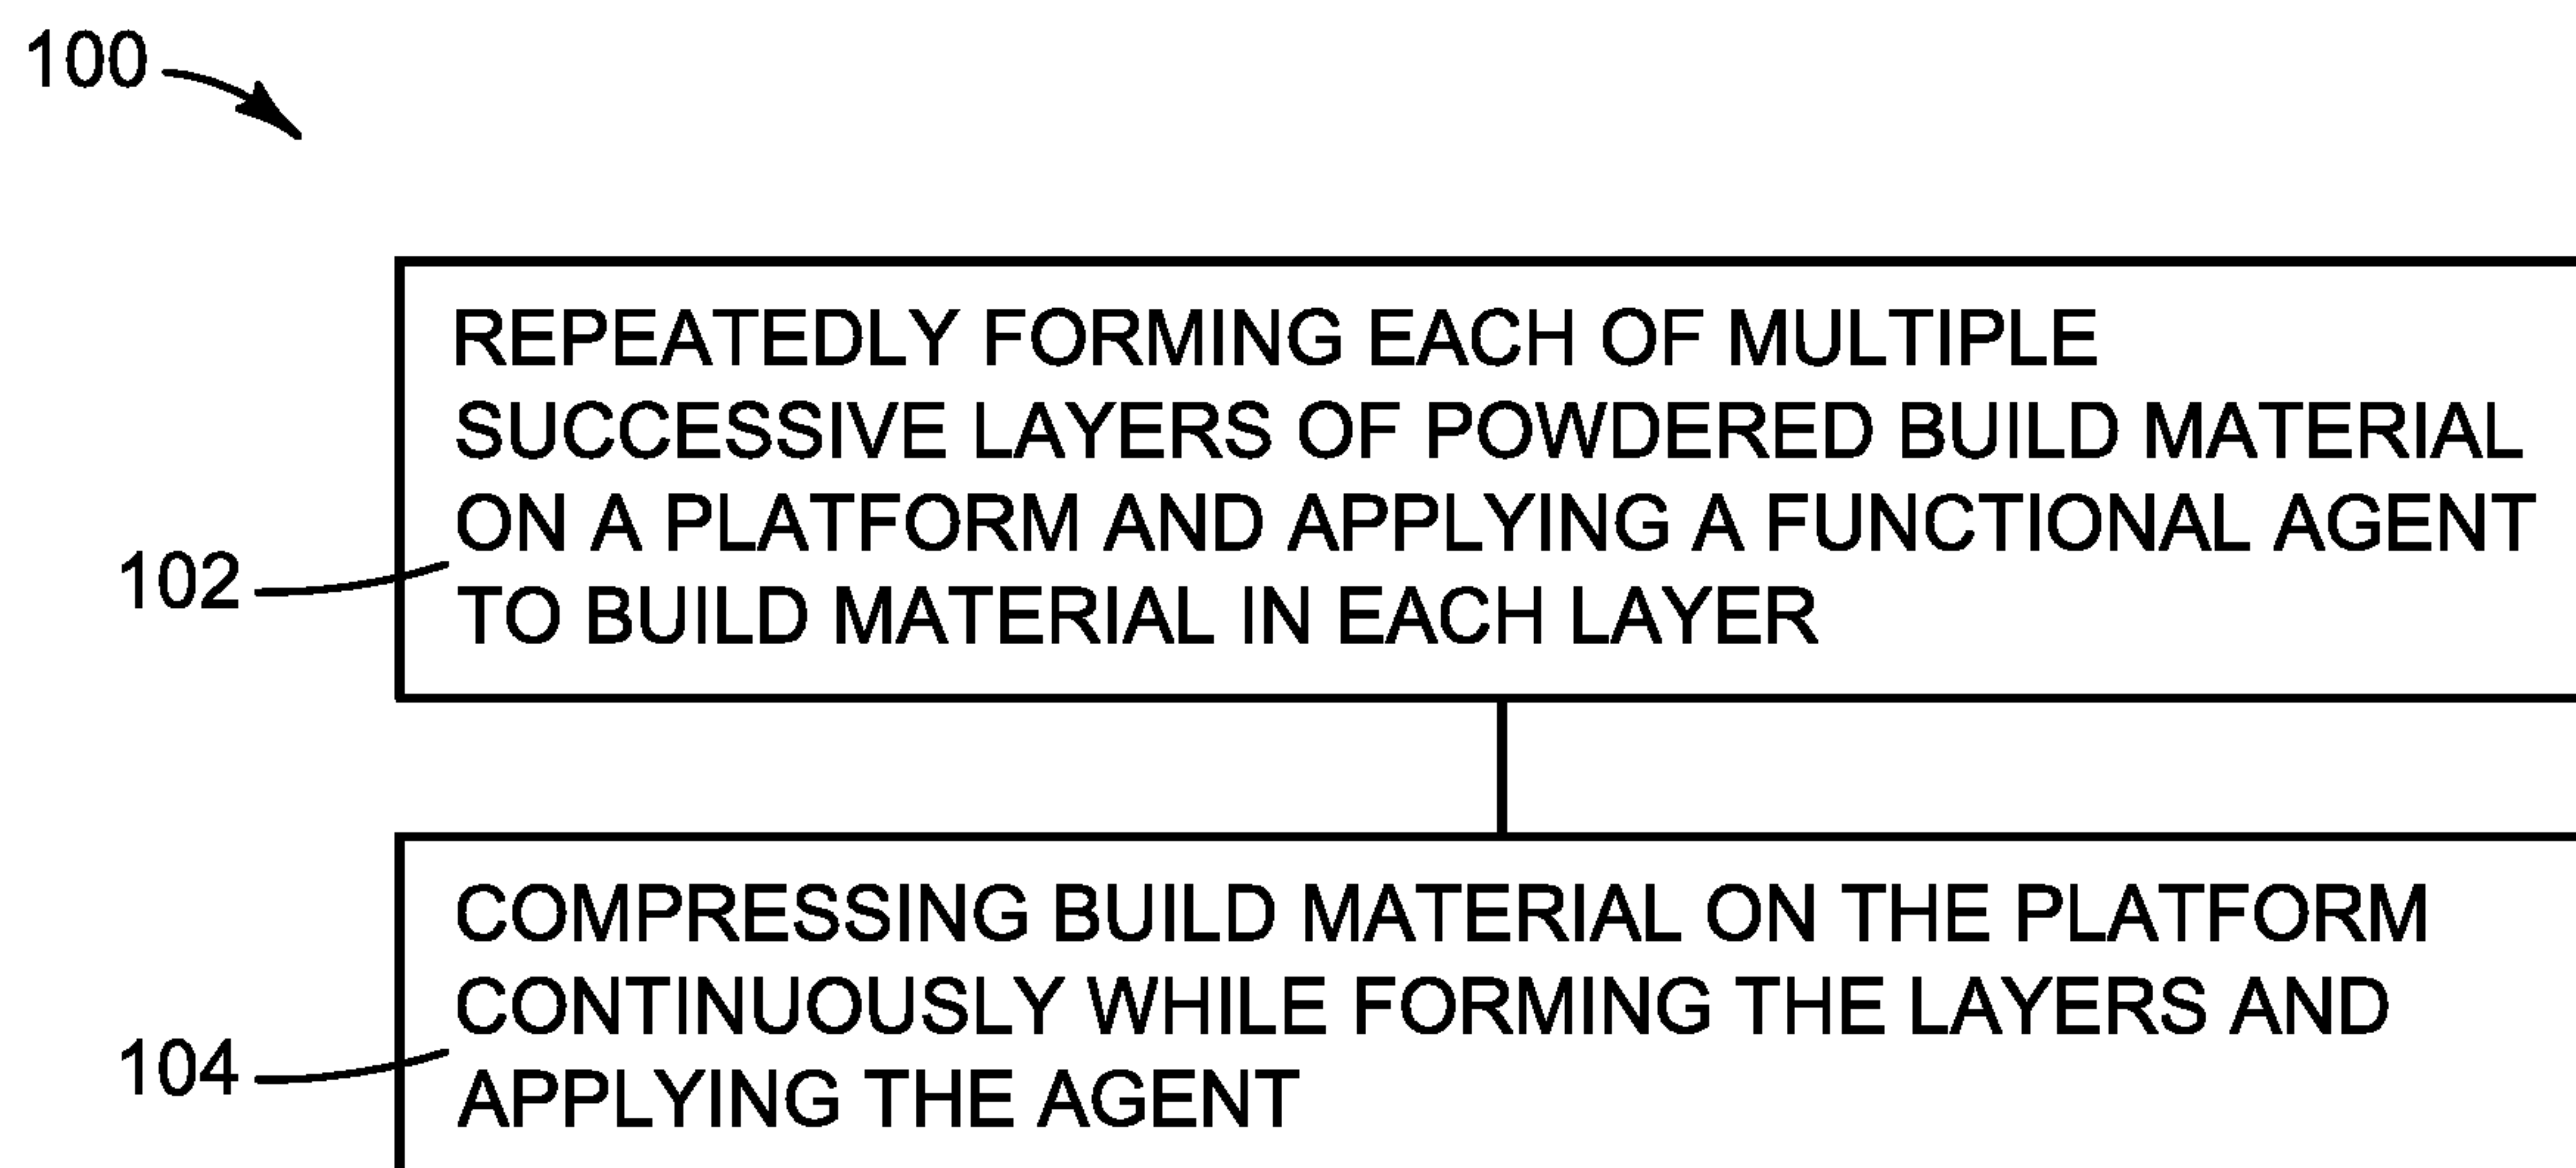 100
REPEATEDLY FORMING EACH OF MULTIPLE
SUCCESSIVE LAYERS OF POWDERED BUILD MATERIAL
ON A PLATFORM AND APPLYING A FUNCTIONAL AGENT
102
TO BUILD MATERIAL IN EACH LAYER
COMPRESSING BUILD MATERIAL ON THE PLATFORM
CONTINUOUSLY WHILE FORMING THE LAYERS AND
104
APPLYING THE AGENT